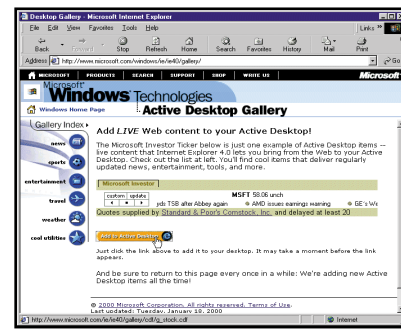 Desktop Gallery - Microsoft Internet Explorer
File Edit View Favorites Tools Help
Links »
Back Forward Stop Refresh Home Search Favorites History Mail Print
Address http://www.microsoft.com/windows/ie/ie40/gallery/ Go
MICROSOFT PRODUCTS SEARCH SUPPORT SHOP WRITE US Microsoft
Microsoft
Windows Technologies
Windows Home Page
Active Desktop Gallery
Gallery Index
news
sports
entertainment
travel
weather
cool utilities
Add LIVE Web content to your Active Desktop!
The Microsoft Investor Ticker below is just one example of Active Desktop items --
live content that Internet Explorer 4.0 lets you bring from the Web to your Active
Desktop. Check out the list at left. You'll find cool items that deliver regularly
updated news, entertainment, tools, and more.
Microsoft Investor
custom update
MSFT 58.06 unch
yds TSB after Abbey again AMD issues earnings warning GE's We
Quotes supplied by Standard & Poor's Comstock, Inc. and delayed at least 20
Add to Active Desktop
Just click the link above to add it to your desktop. It may take a moment before the link
appears.
And be sure to return to this page every once in a while: We're adding new Active
Desktop items all the time!
© 2000 Microsoft Corporation. All rights reserved. Terms of Use.
Last updated: Tuesday, January 18, 2000
http://www.microsoft.com/ie/ie40/gallery/cdf/g_stock.cdf Internet